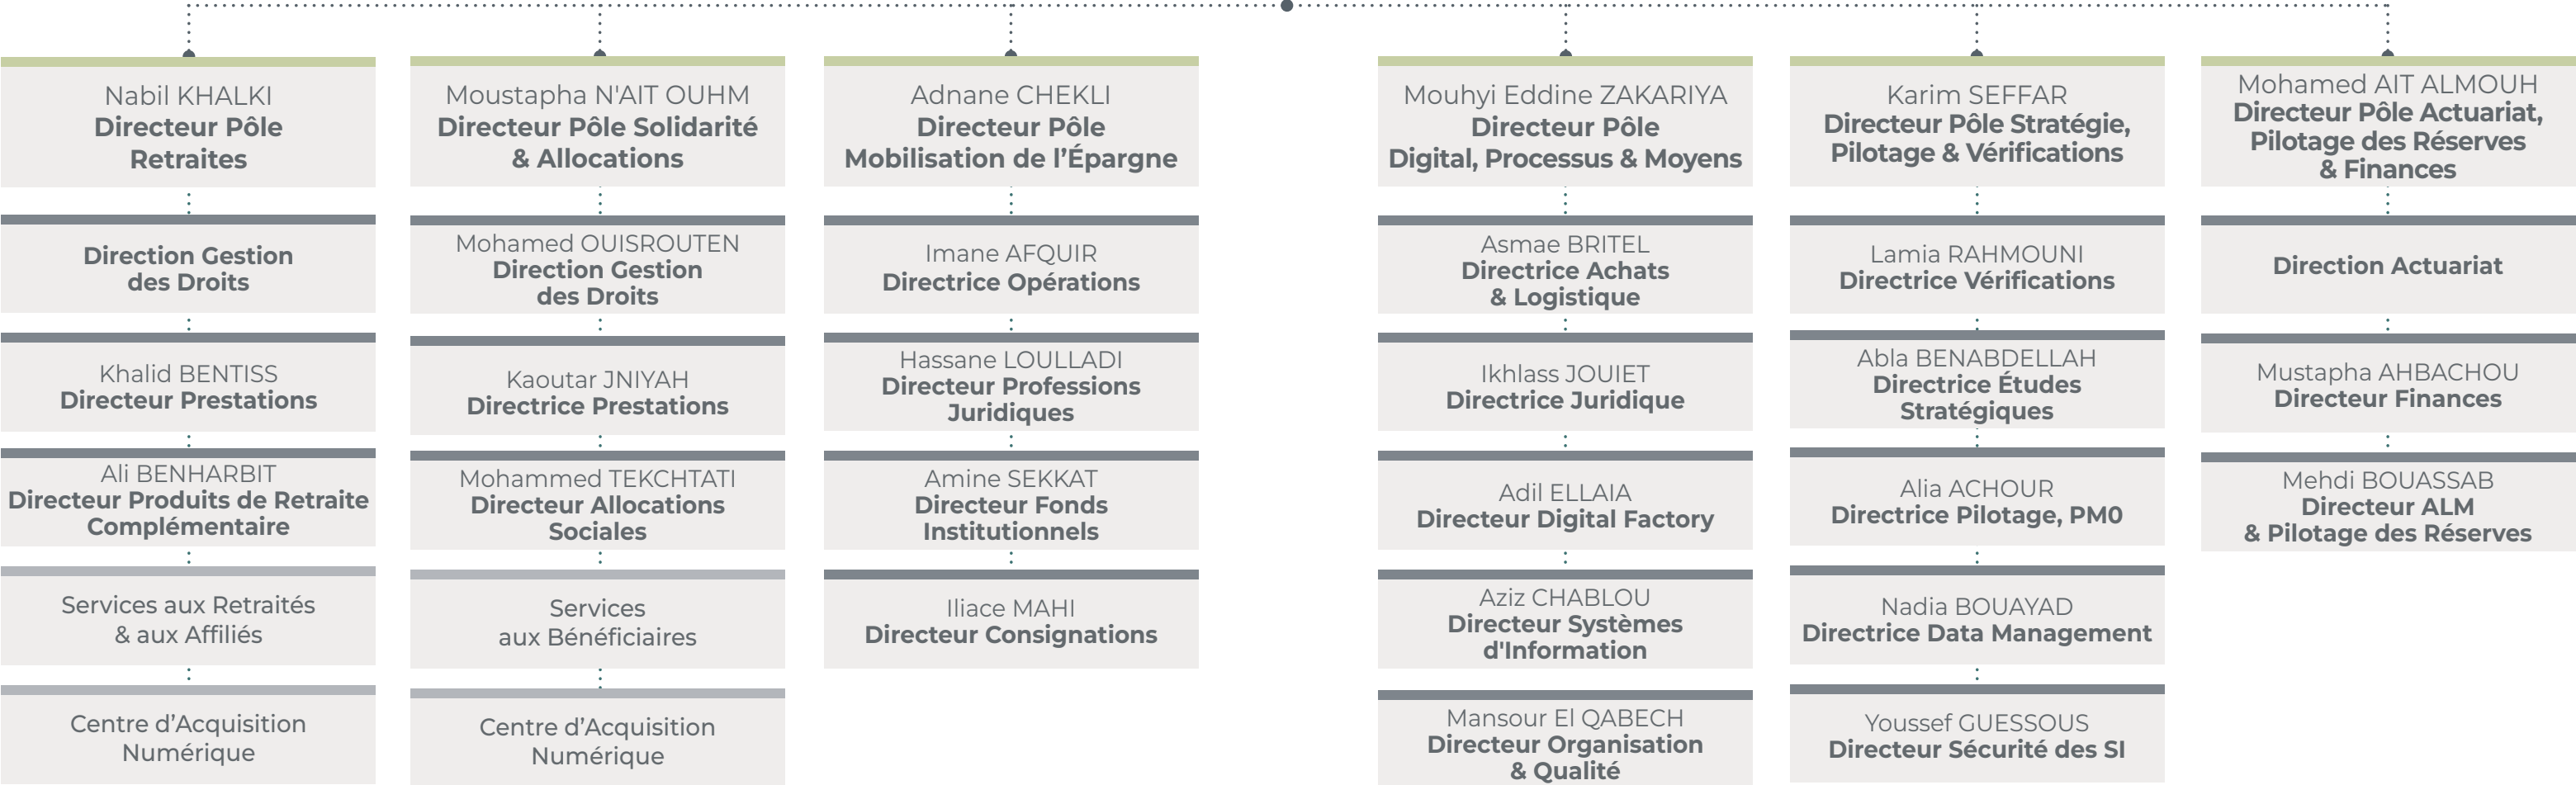 Nabil KHALKI
Directeur Pôle
Retraites
Direction Gestion
des Droits
Khalid BENTISS
Directeur Prestations
Ali BENHARBIT
Directeur Produits de Retraite
Complémentaire
Services aux Retraités
& aux Affiliés
Centre d’Acquisition
Numérique
Moustapha N'AIT OUHM
Directeur Pôle Solidarité
& Allocations
Mohamed OUISROUTEN
Direction Gestion
des Droits
Kaoutar JNIYAH
Directrice Prestations
Mohammed TEKCHTATI
Directeur Allocations
Sociales
Services
aux Bénéficiaires
Centre d’Acquisition
Numérique
Adnane CHEKLI
Directeur Pôle
Mobilisation de l’Épargne
Imane AFQUIR
Directrice Opérations
Hassane LOULLADI
Directeur Professions
Juridiques
Amine SEKKAT
Directeur Fonds
Institutionnels
Iliace MAHI
Directeur Consignations
Mouhyi Eddine ZAKARIYA
Directeur Pôle
Digital, Processus & Moyens
Asmae BRITEL
Directrice Achats
& Logistique
Ikhlass JOUIET
Directrice Juridique
Adil ELLAIA
Directeur Digital Factory
Aziz CHABLOU
Directeur Systèmes
d'Information
Mansour El QABECH
Directeur Organisation
& Qualité
Karim SEFFAR
Directeur Pôle Stratégie,
Pilotage & Vérifications
Lamia RAHMOUNI
Directrice Vérifications
Abla BENABDELLAH
Directrice Études
Stratégiques
Alia ACHOUR
Directrice Pilotage, PM0
Nadia BOUAYAD
Directrice Data Management
Youssef GUESSOUS
Directeur Sécurité des SI
Mohamed AIT ALMOUH
Directeur Pôle Actuariat,
Pilotage des Réserves
& Finances
Direction Actuariat
Mustapha AHBACHOU
Directeur Finances
Mehdi BOUASSAB
Directeur ALM
& Pilotage des Réserves